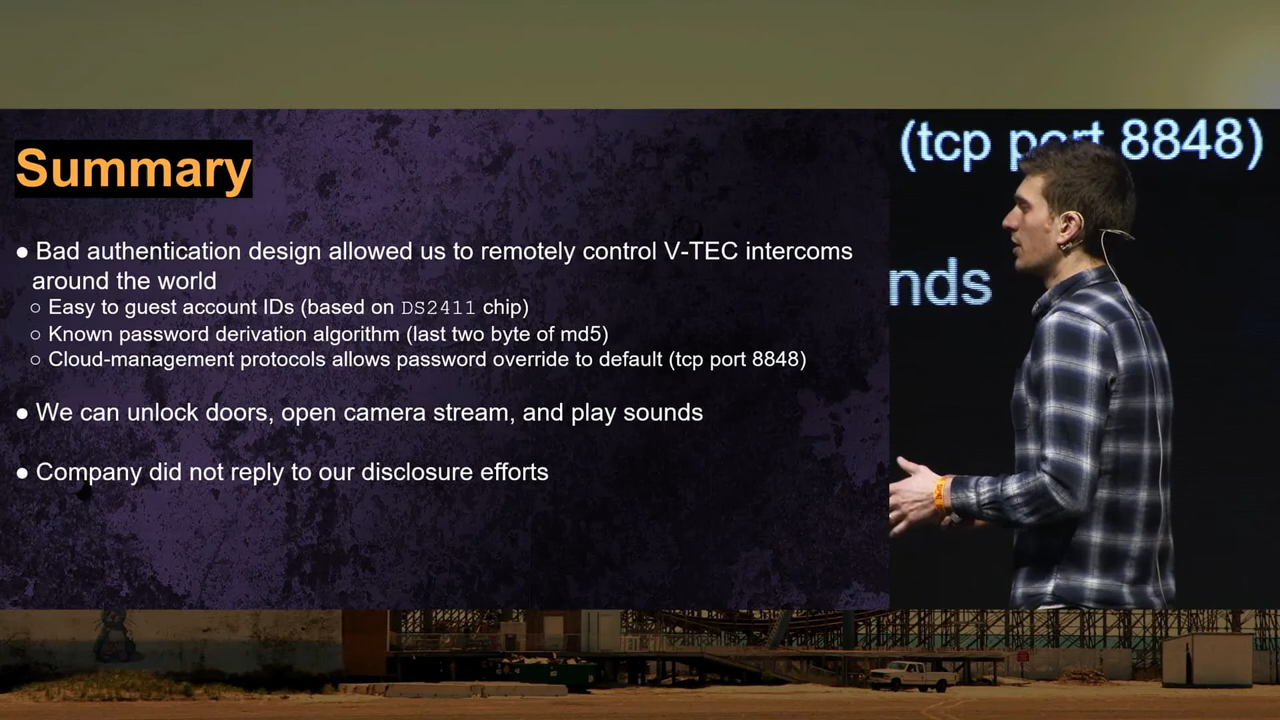 Summary
● Bad authentication design allowed us to remotely control V-TEC intercoms
around the world
○ Easy to guest account IDs (based on DS2411 chip)
○ Known password derivation algorithm (last two byte of md5)
○ Cloud-management protocols allows password override to default (tcp port 8848)
● We can unlock doors, open camera stream, and play sounds
● Company did not reply to our disclosure efforts
(tcp port 8848)
nds